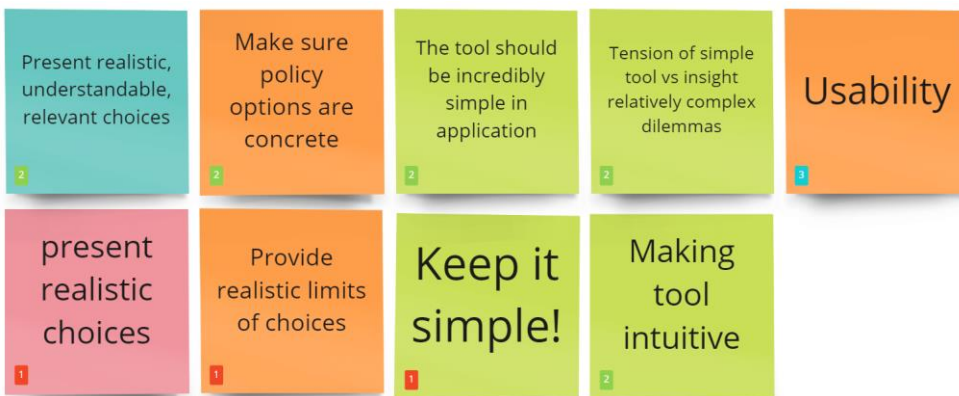 Present realistic,
understandable,
relevant choices
2
Make sure
policy
options are
concrete
2
The tool should
be incredibly
simple in
application
2
Tension of simple
tool vs insight
relatively complex
dilemmas
2
Usability
3
present
realistic
choices
1
Provide
realistic limits
of choices
1
Keep it
simple!
1
Making
tool
intuitive
2